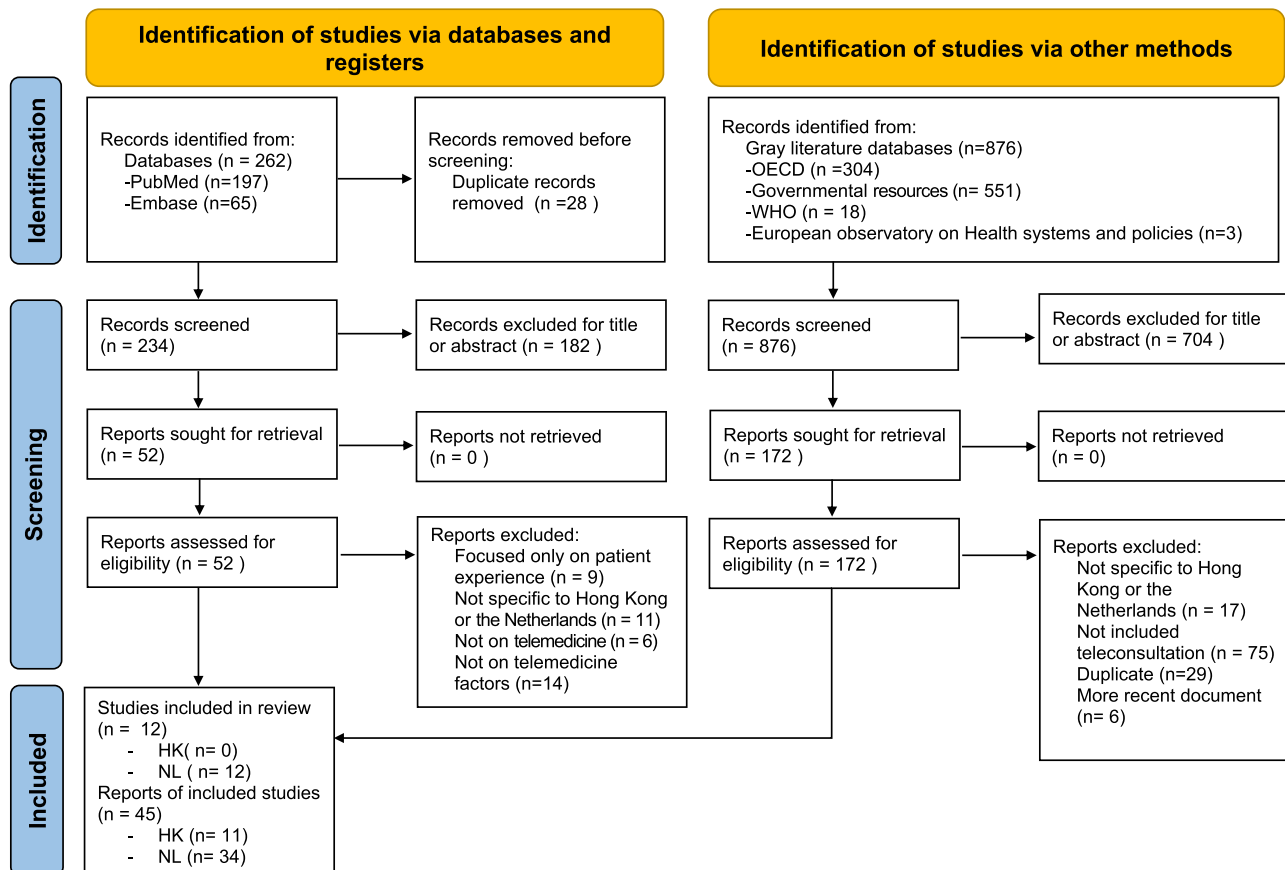 Identification of studies via databases and
registers
Identification of studies via other methods
Identification
Records identified from:
Databases (n = 262)
-PubMed (n=197)
-Embase (n=65)
Records removed before
screening:
Duplicate records
removed (n =28 )
Records identified from:
Gray literature databases (n=876)
-OECD (n =304)
-Governmental resources (n= 551)
-WHO (n = 18)
-European observatory on Health systems and policies (n=3)
Screening
Records screened
(n = 234)
Records excluded for title
or abstract (n = 182 )
Records screened
(n = 876)
Records excluded for title
or abstract (n = 704 )
Reports sought for retrieval
(n = 52)
Reports not retrieved
(n = 0 )
Reports sought for retrieval
(n = 172 )
Reports not retrieved
(n = 0)
Reports assessed for
eligibility (n = 52 )
Reports excluded:
Focused only on patient
experience (n = 9)
Not specific to Hong Kong
or the Netherlands (n = 11)
Not on telemedicine (n = 6)
Not on telemedicine
factors (n=14)
Reports assessed for
eligibility (n = 172 )
Reports excluded:
Not specific to Hong
Kong or the
Netherlands (n = 17)
Not included
teleconsultation (n = 75)
Duplicate (n=29)
More recent document
(n= 6)
Included
Studies included in review
(n = 12)
- HK( n= 0)
- NL ( n= 12)
Reports of included studies
(n = 45)
- HK (n= 11)
- NL (n= 34)